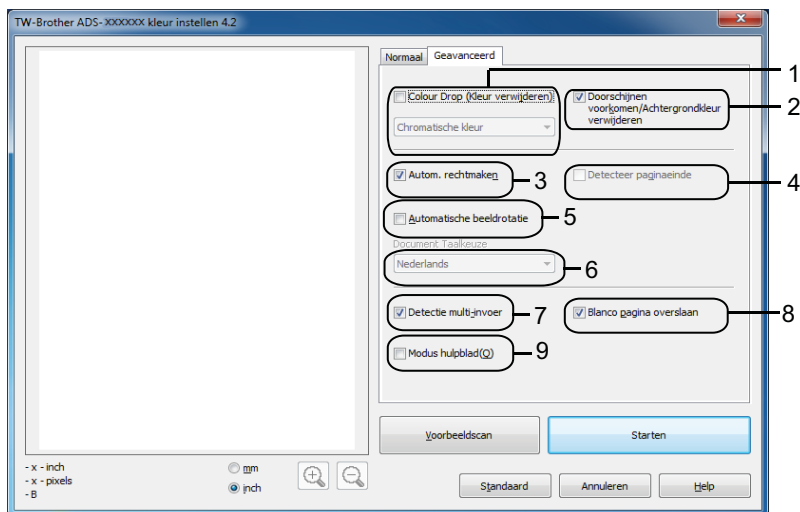 TW-Brother ADS-XXXXXX kleur instellen 4.2
Normaal
Geavanceerd
Colour Drop (Kleur verwijderen)
1
Chromatische kleur
Doorschijnen
voorkomen/Achtergrondkleur
verwijderen
2
Autom. rechtmaken
3
Detecteer paginaeinde
4
Automatische beeldrotatie
5
Document Taalkeuze
Nederlands
6
Detectie multi-invoer
7
Blanco pagina overslaan
8
Modus hulpblad(Q)
9
Voorbeeldscan
Starten
- x - inch
- x - pixels
- B
mm
inch
Standaard
Annuleren
Help